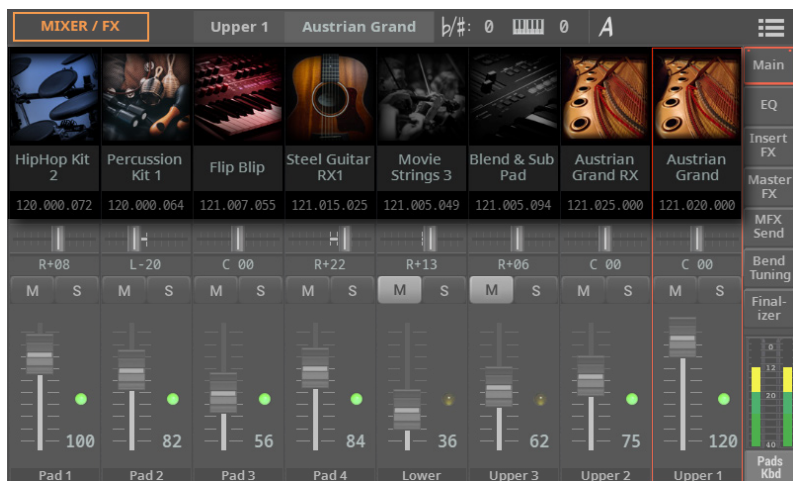 MIXER / FX
Upper 1
Austrian Grand
♭/#: 0
0
A
HipHop Kit
2
Percussion
Kit 1
Flip Blip
Steel Guitar
RX1
Movie
Strings 3
Blend & Sub
Pad
Austrian
Grand RX
Austrian
Grand
120.000.072
120.000.064
121.007.055
121.015.025
121.005.049
121.005.094
121.025.000
121.020.000
R+08
L-20
C 00
R+22
R+13
R+06
C 00
C 00
M S
M S
M S
M S
M S
M S
M S
M S
100
82
56
84
36
62
75
120
Pad 1
Pad 2
Pad 3
Pad 4
Lower
Upper 3
Upper 2
Upper 1
Main
EQ
Insert
FX
Master
FX
MFX
Send
Bend
Tuning
Final-
izer
0
12
20
40
Pads
Kbd